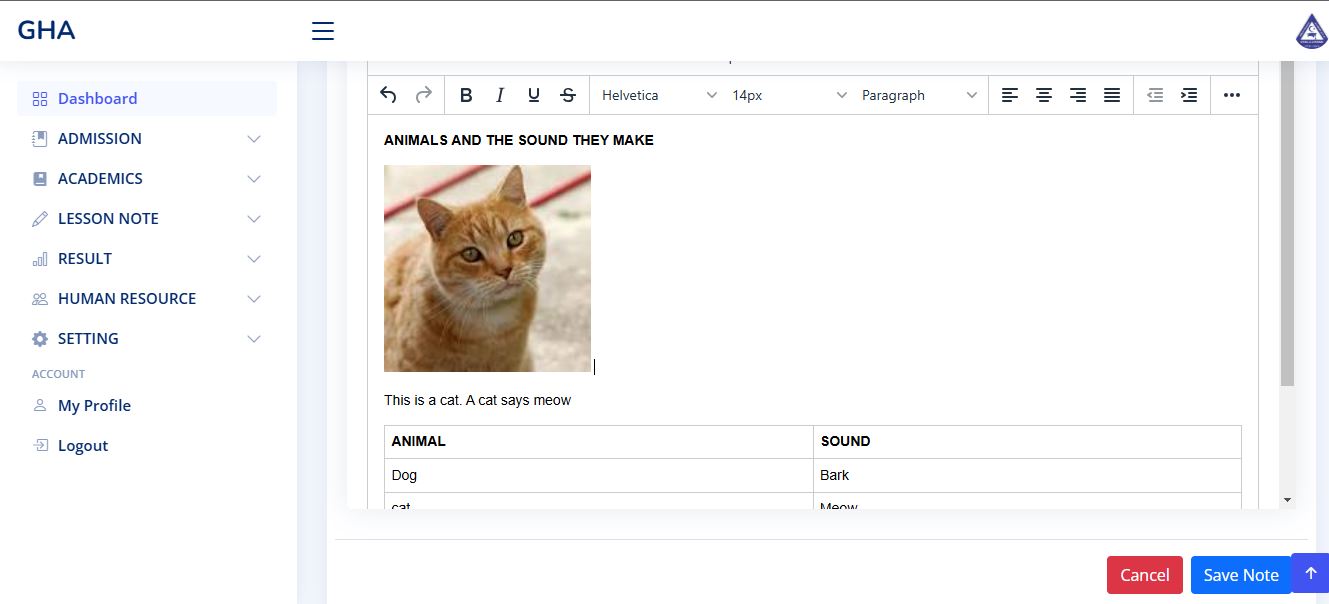 GHA
Dashboard
ADMISSION
ACADEMICS
LESSON NOTE
RESULT
HUMAN RESOURCE
SETTING
ACCOUNT
My Profile
Logout
B I U S Helvetica 14px Paragraph
ANIMALS AND THE SOUND THEY MAKE
This is a cat. A cat says meow
ANIMAL SOUND
Dog Bark
cat Meow
Cancel Save Note